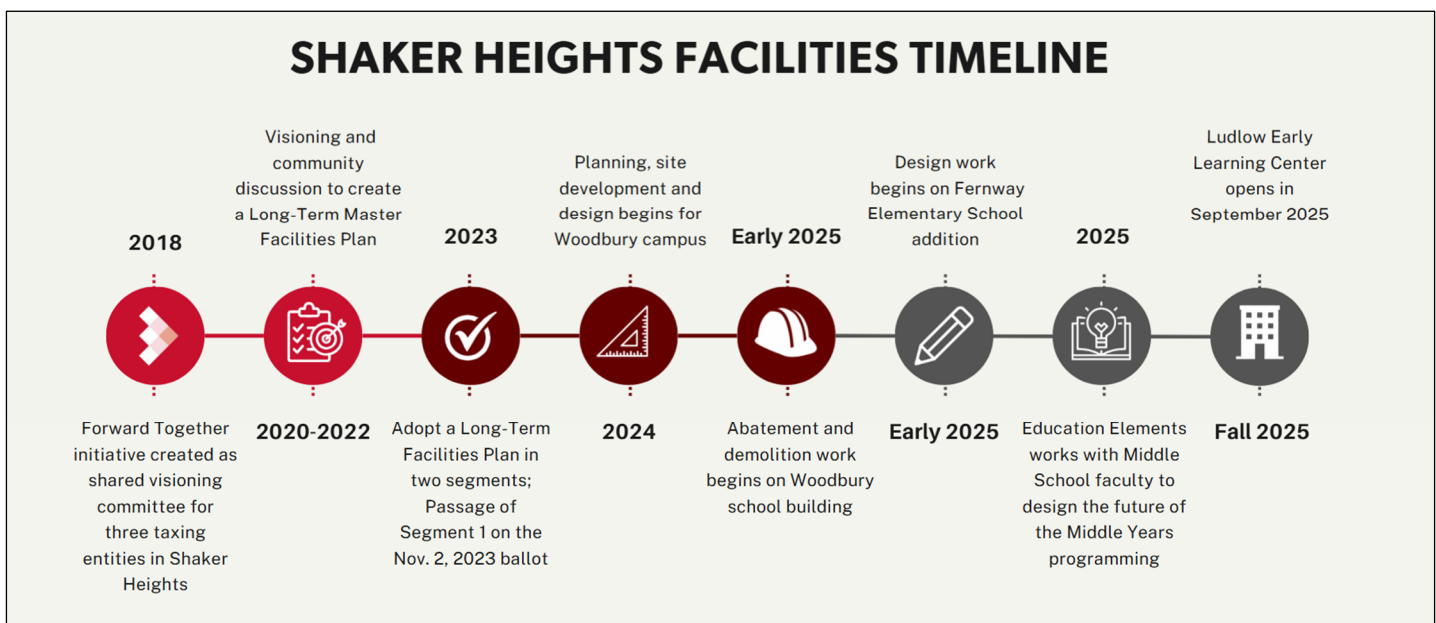 SHAKER HEIGHTS FACILITIES TIMELINE
2018
Forward Together
initiative created as
shared visioning
committee for
three taxing
entities in Shaker
Heights
Visioning and
community
discussion to create
a Long-Term Master
Facilities Plan
2020-2022
2023
Adopt a Long-Term
Facilities Plan in
two segments;
Passage of
Segment 1 on the
Nov. 2, 2023 ballot
Planning, site
development and
design begins for
Woodbury campus
2024
Early 2025
Abatement and
demolition work
begins on Woodbury
school building
Design work
begins on Fernway
Elementary School
addition
Early 2025
2025
Education Elements
works with Middle
School faculty to
design the future of
the Middle Years
programming
Ludlow Early
Learning Center
opens in
September 2025
Fall 2025